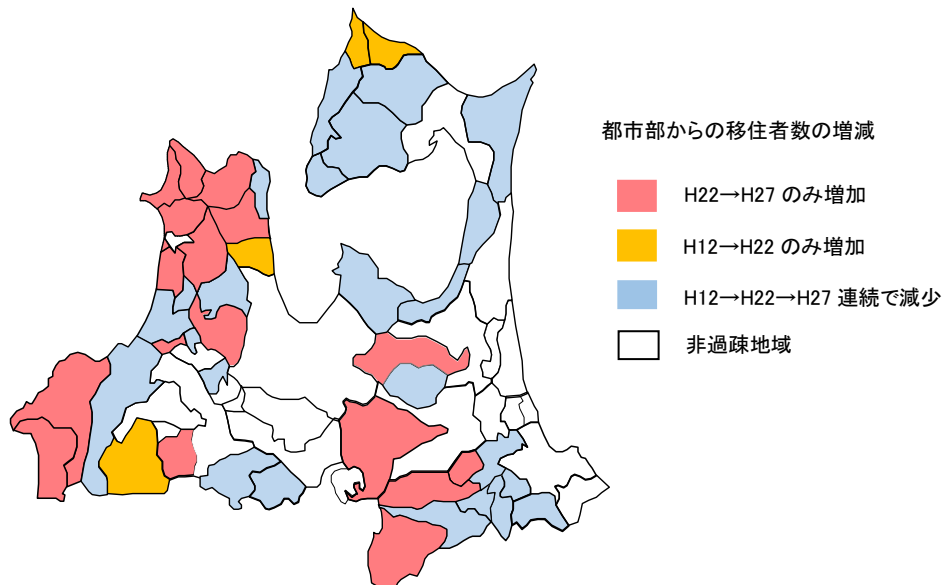 都市部からの移住者数の増減
H22→H27 のみ増加
H12→H22 のみ増加
H12→H22→H27 連続で減少
非過疎地域